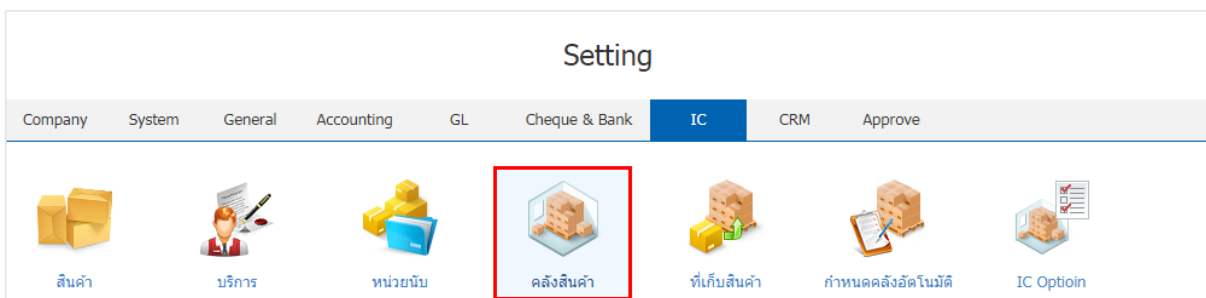 Setting
Company System General Accounting GL Cheque & Bank IC CRM Approve
สินค้า บริการ หน่วยนับ คลังสินค้า ที่เก็บสินค้า กำหนดคลังอัตโนมัติ IC Optioin